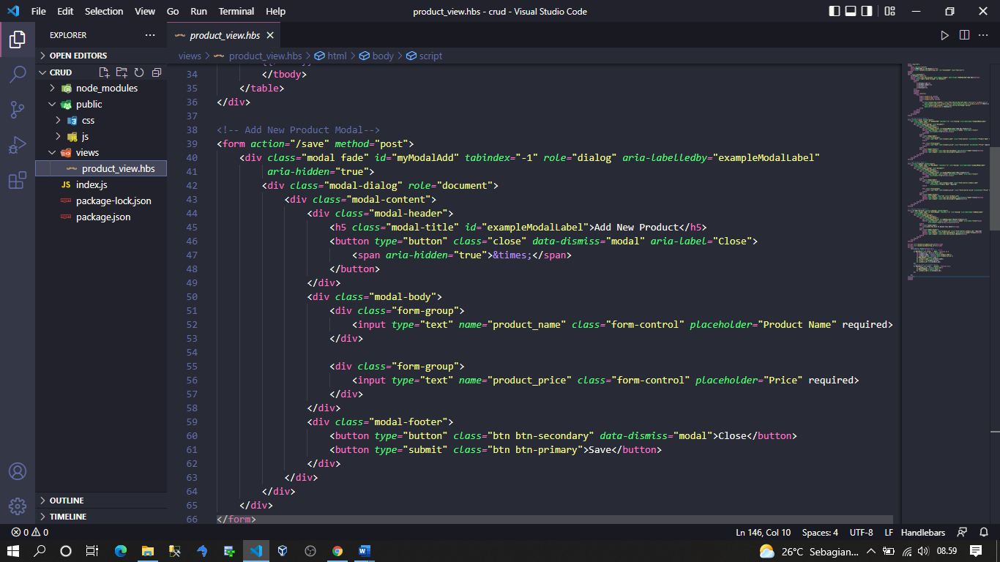 File Edit Selection View Go Run Terminal Help product_view.hbs - crud - Visual Studio Code
EXPLORER
product_view.hbs
OPEN EDITORS
views > product_view.hbs > html > body > script
CRUD
node_modules
public
css
js
views
product_view.hbs
index.js
package-lock.json
package.json
OUTLINE
TIMELINE
34 </tbody>
35 </table>
36 </div>
37
38 <!-- Add New Product Modal-->
39 <form action="/save" method="post">
40 <div class="modal fade" id="myModalAdd" tabindex="-1" role="dialog" aria-labelledby="exampleModalLabel"
41 aria-hidden="true">
42 <div class="modal-dialog" role="document">
43 <div class="modal-content">
44 <div class="modal-header">
45 <h5 class="modal-title" id="exampleModalLabel">Add New Product</h5>
46 <button type="button" class="close" data-dismiss="modal" aria-label="Close">
47 <span aria-hidden="true">&times;</span>
48 </button>
49 </div>
50 <div class="modal-body">
51 <div class="form-group">
52 <input type="text" name="product_name" class="form-control" placeholder="Product Name" required>
53 </div>
54
55 <div class="form-group">
56 <input type="text" name="product_price" class="form-control" placeholder="Price" required>
57 </div>
58 </div>
59 <div class="modal-footer">
60 <button type="button" class="btn btn-secondary" data-dismiss="modal">Close</button>
61 <button type="submit" class="btn btn-primary">Save</button>
62 </div>
63 </div>
64 </div>
65 </div>
66 </form>
0 0 Ln 146, Col 10 Spaces: 4 UTF-8 LF Handlebars
26°C Sebagian... 08.59